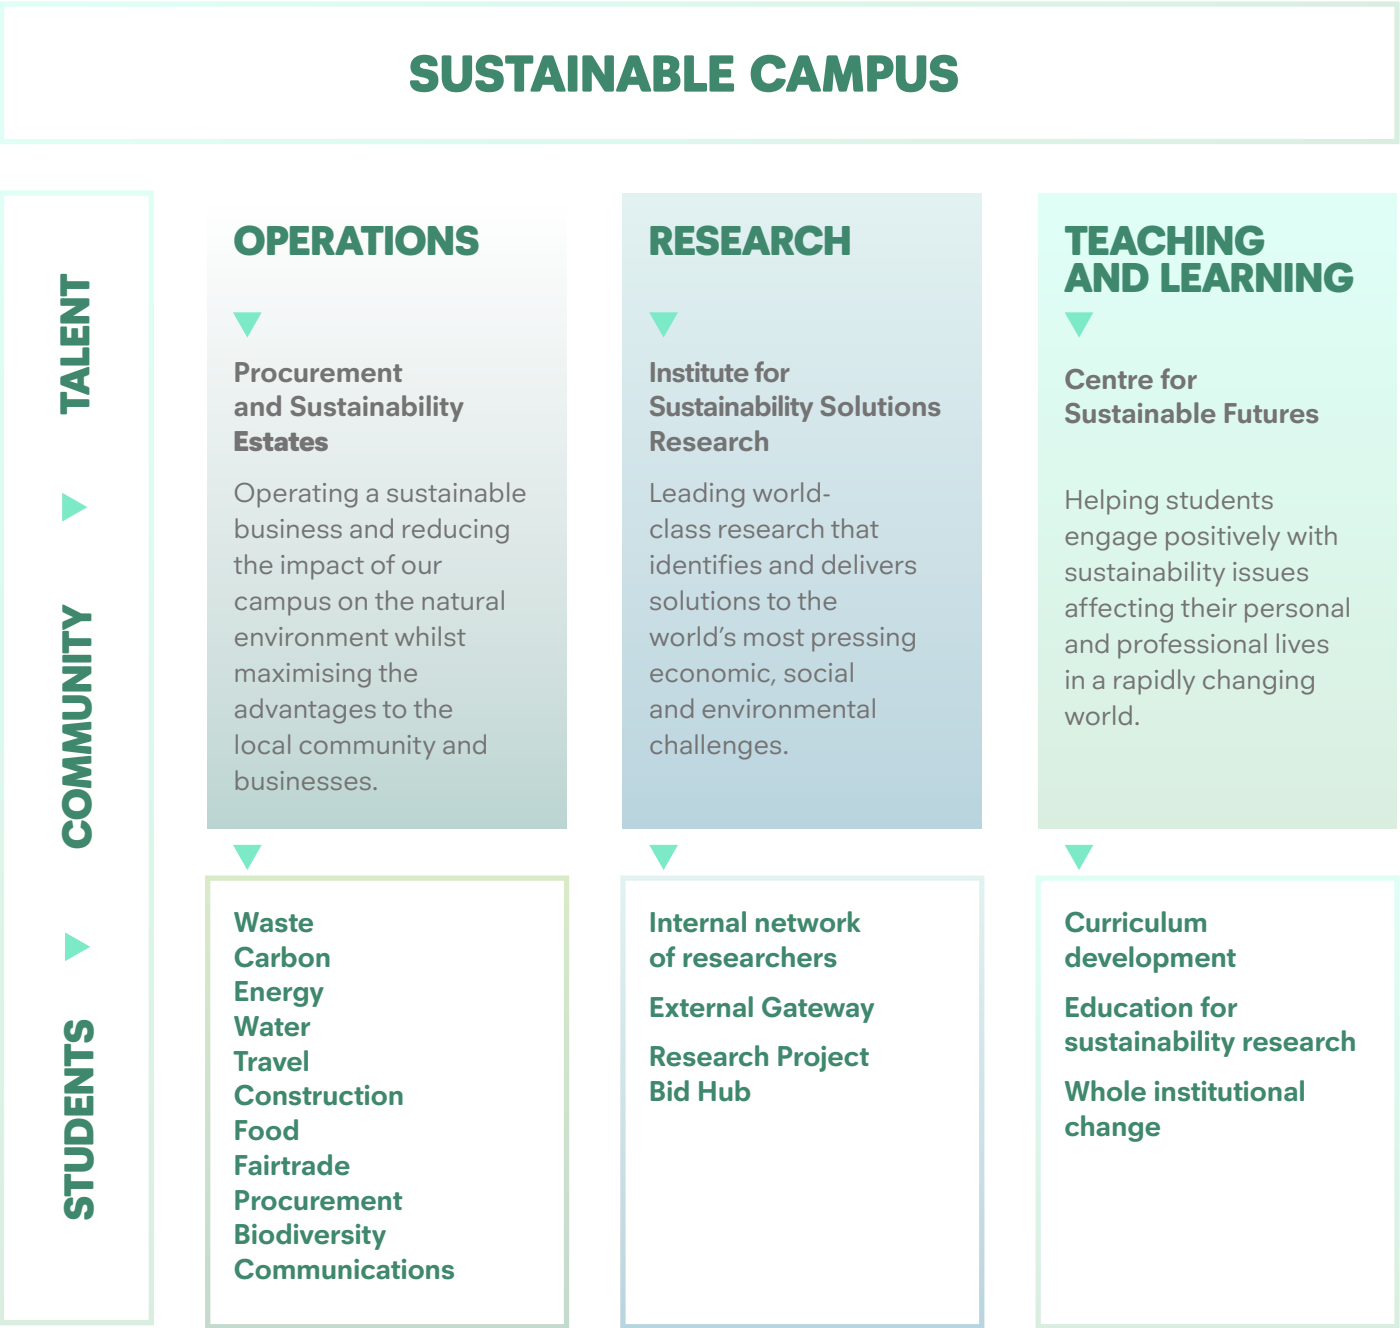 SUSTAINABLE CAMPUS
TALENT
COMMUNITY
STUDENTS
OPERATIONS
Procurement
and Sustainability
Estates
Operating a sustainable
business and reducing
the impact of our
campus on the natural
environment whilst
maximising the
advantages to the
local community and
businesses.
Waste
Carbon
Energy
Water
Travel
Construction
Food
Fairtrade
Procurement
Biodiversity
Communications
RESEARCH
Institute for
Sustainability Solutions
Research
Leading world-
class research that
identifies and delivers
solutions to the
world’s most pressing
economic, social
and environmental
challenges.
Internal network
of researchers
External Gateway
Research Project
Bid Hub
TEACHING
AND LEARNING
Centre for
Sustainable Futures
Helping students
engage positively with
sustainability issues
affecting their personal
and professional lives
in a rapidly changing
world.
Curriculum
development
Education for
sustainability research
Whole institutional
change